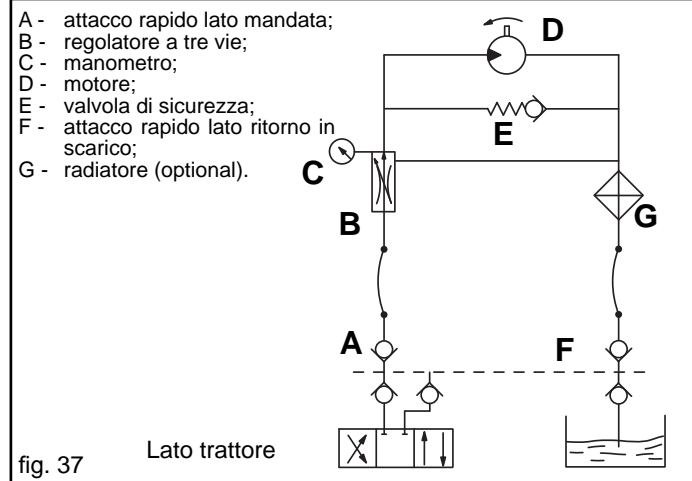 A - attacco rapido lato mandata;
B - regolatore a tre vie;
C - manometro;
D - motore;
E - valvola di sicurezza;
F - attacco rapido lato ritorno in
scarico;
G - radiatore (optional).
D
E
C
B
G
A
F
Lato trattore
fig. 37